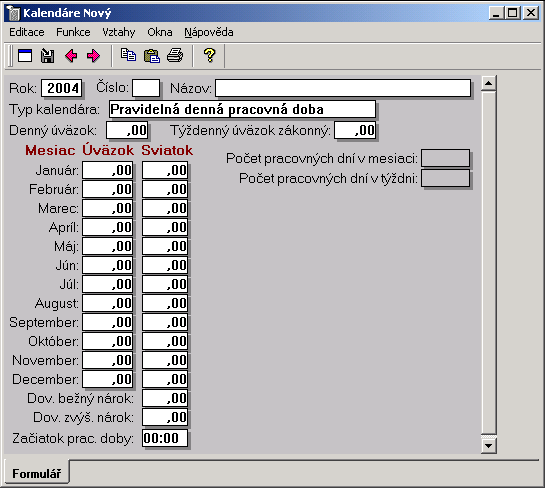 Kalendáre Nový
Editace Funkce Vztahy Okna Nápověda
Rok: 2004 Číslo: Názov:
Typ kalendára: Pravidelná denná pracovná doba
Denný úväzok: ,00 Týždenný úväzok zákonný: ,00
Mesiac Úväzok Sviatok
Počet pracovných dní v mesiaci:
Január: ,00 ,00
Počet pracovných dní v týždni:
Február: ,00 ,00
Marec: ,00 ,00
Apríl: ,00 ,00
Máj: ,00 ,00
Jún: ,00 ,00
Júl: ,00 ,00
August: ,00 ,00
September: ,00 ,00
Október: ,00 ,00
November: ,00 ,00
December: ,00 ,00
Dov. bežný nárok: ,00
Dov. zvýš. nárok: ,00
Začiatok prac. doby: 00:00
Formulář